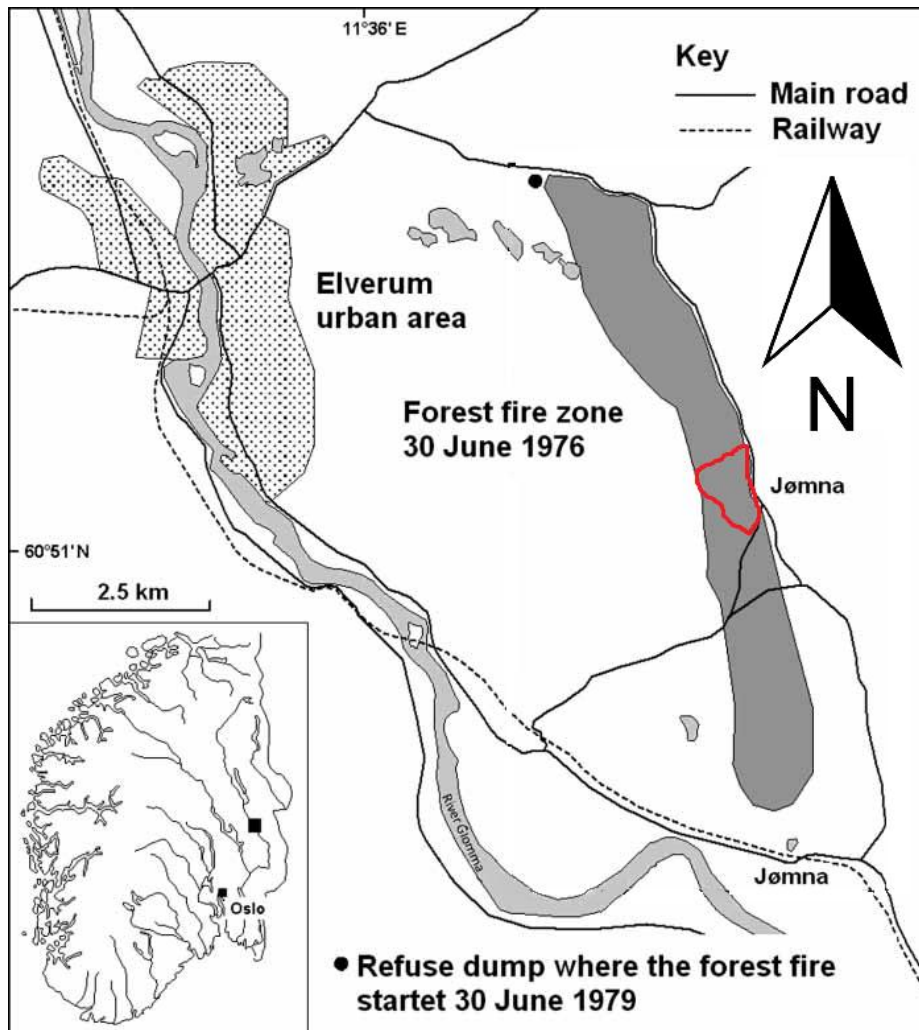 11°36' E
Key
Main road
Railway
Elverum
urban area
N
Forest fire zone
30 June 1976
Jømna
60°51' N
2.5 km
River Glomma
Jømna
Oslo
Refuse dump where the forest fire
startet 30 June 1979